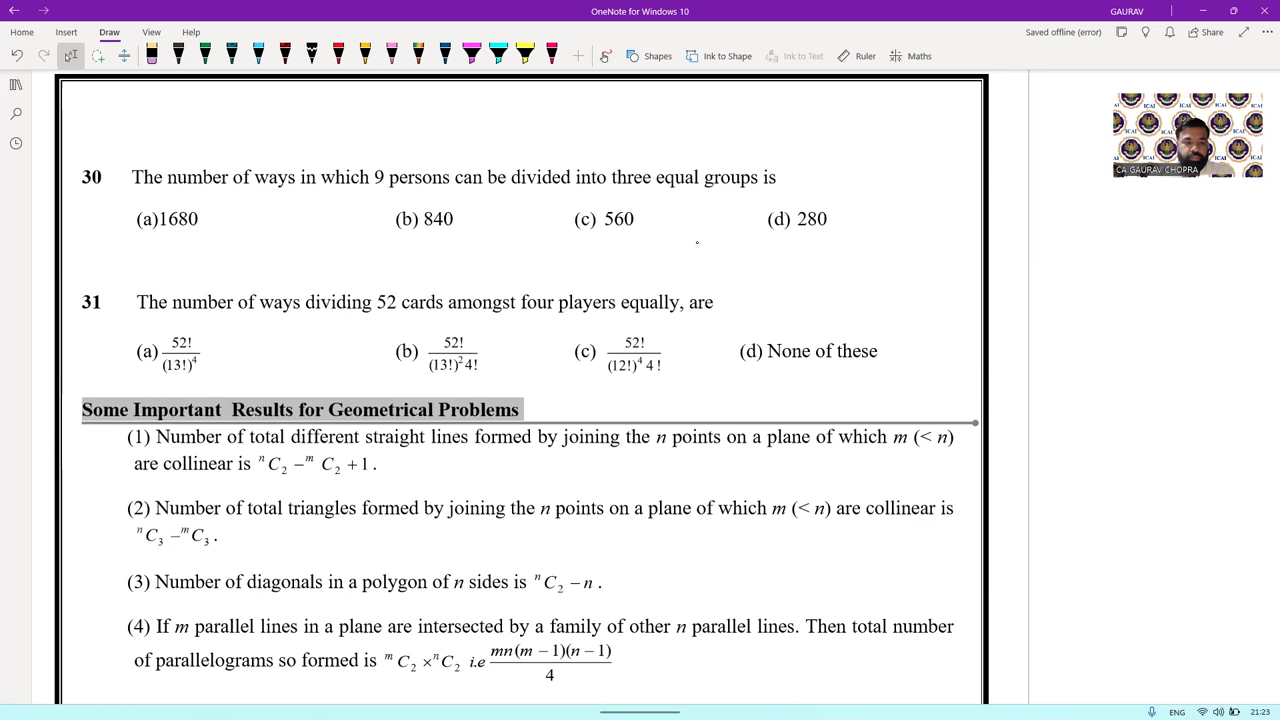 OneNote for Windows 10
GAURAV
Home Insert Draw View Help
Saved offline (error)
Share
Shapes
Ink to Shape
Ink to Text
Ruler
Maths
ICAI ICAI ICAI
CA GAURAV CHOPRA
30 The number of ways in which 9 persons can be divided into three equal groups is
(a)1680 (b) 840 (c) 560 (d) 280
31 The number of ways dividing 52 cards amongst four players equally, are
(a) 52!/(13!)^4 (b) 52!/(13!)^2 4! (c) 52!/(12!)^4 4! (d) None of these
Some Important Results for Geometrical Problems
(1) Number of total different straight lines formed by joining the n points on a plane of which m (< n)
are collinear is ^nC_2 – ^mC_2 + 1.
(2) Number of total triangles formed by joining the n points on a plane of which m (< n) are collinear is
^nC_3 – ^mC_3.
(3) Number of diagonals in a polygon of n sides is ^nC_2 – n.
(4) If m parallel lines in a plane are intersected by a family of other n parallel lines. Then total number
of parallelograms so formed is ^mC_2 × ^nC_2 i.e mn(m – 1)(n – 1)/4
ENG
21:23